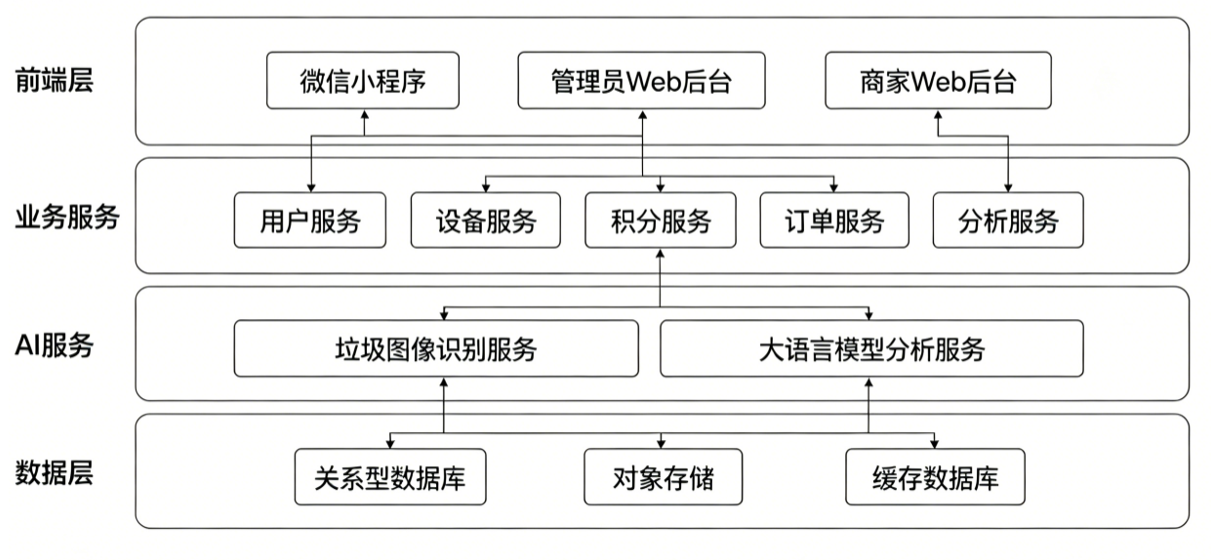 前端层
微信小程序
管理员Web后台
商家Web后台
业务服务
用户服务
设备服务
积分服务
订单服务
分析服务
AI服务
垃圾图像识别服务
大语言模型分析服务
数据层
关系型数据库
对象存储
缓存数据库